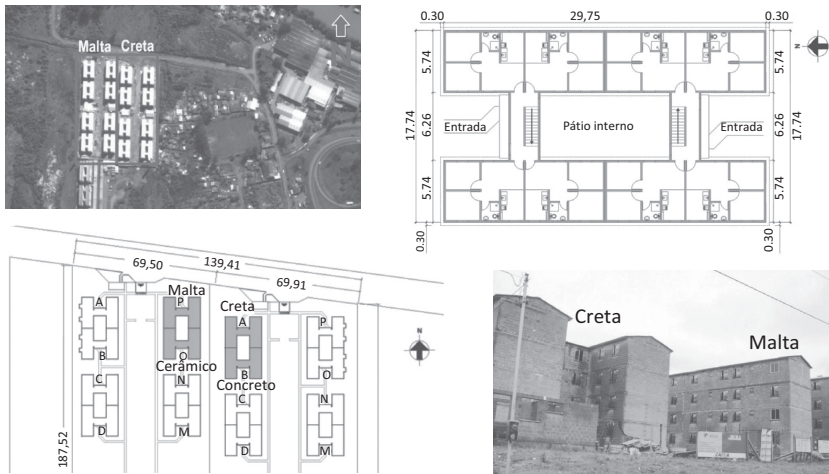 Malta Creta
0.30 29,75 0.30
5.74 5.74
17.74 6.26 Entrada Pátio interno Entrada 6.26 17.74
5.74 5.74
0.30 0.30
N
69,50 139,41 69,91
Malta
Creta
A P A P
B O B O
Cerâmico
Concreto
C N C N
D M D M
187,52
N
Creta
Malta